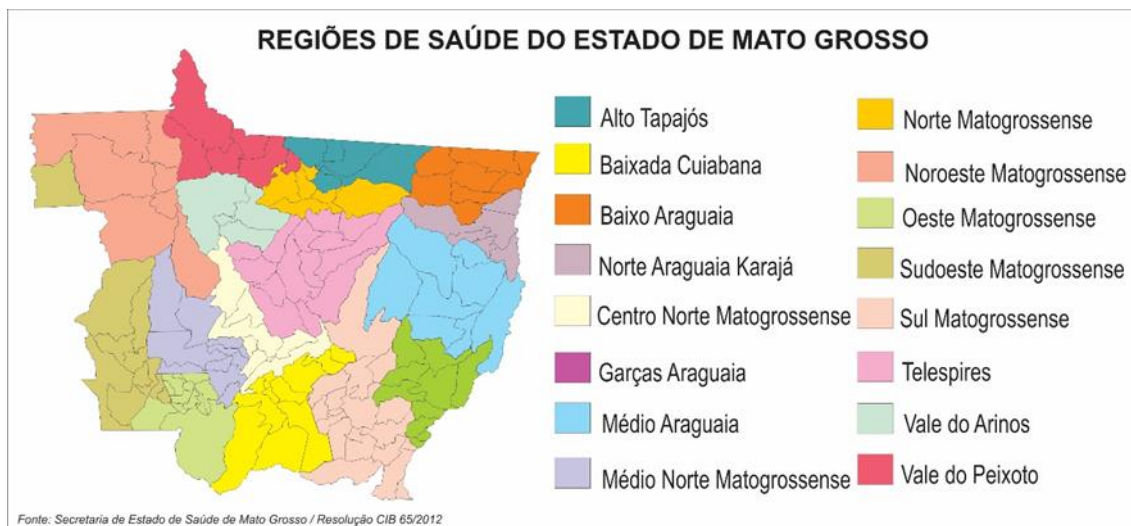 REGIÕES DE SAÚDE DO ESTADO DE MATO GROSSO
Alto Tapajós
Baixada Cuiabana
Baixo Araguaia
Norte Araguaia Karajá
Centro Norte Matogrossense
Garças Araguaia
Médio Araguaia
Médio Norte Matogrossense
Norte Matogrossense
Noroeste Matogrossense
Oeste Matogrossense
Sudoeste Matogrossense
Sul Matogrossense
Telespires
Vale do Arinos
Vale do Peixoto
Fonte: Secretaria de Estado de Saúde de Mato Grosso / Resolução CIB 65/2012